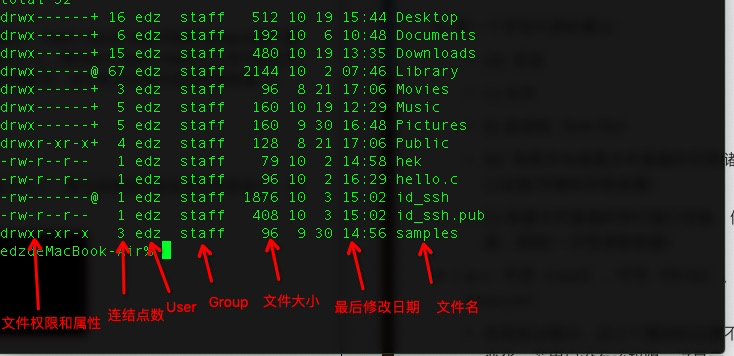 total 32
drwx------+ 16 edz staff 512 10 19 15:44 Desktop
drwx------+ 6 edz staff 192 10 6 10:48 Documents
drwx------+ 15 edz staff 480 10 19 13:35 Downloads
drwx------@ 67 edz staff 2144 10 2 07:46 Library
drwx------+ 3 edz staff 96 8 21 17:06 Movies
drwx------+ 5 edz staff 160 10 19 12:29 Music
drwx------+ 5 edz staff 160 9 30 16:48 Pictures
drwxr-xr-x+ 4 edz staff 128 8 21 17:06 Public
-rw-r--r-- 1 edz staff 79 10 2 14:58 hek
-rw-r--r-- 1 edz staff 96 10 2 16:29 hello.c
-rw-------@ 1 edz staff 1876 10 3 15:02 id_ssh
-rw-r--r-- 1 edz staff 408 10 3 15:02 id_ssh.pub
drwxr-xr-x 3 edz staff 96 9 30 14:56 samples
edzdeMacBook-Air%
文件权限和属性 连结点数 User Group 文件大小 最后修改日期 文件名